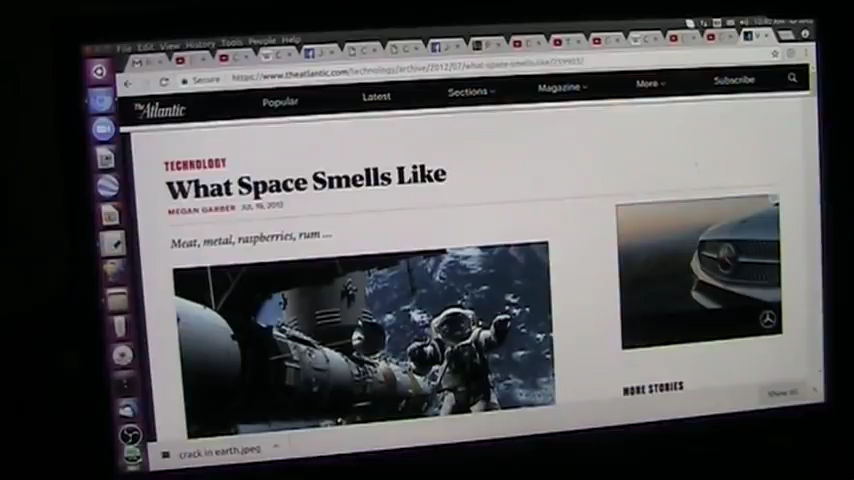 File Edit View History Tools People Help
Secure https://www.theatlantic.com/technology/archive/2012/07/what-space-smells-like/
The Atlantic
Popular
Latest
Sections
Magazine
More
Subscribe
TECHNOLOGY
What Space Smells Like
MEGAN GARBER JUL 19, 2012
Meat, metal, raspberries, rum ...
MORE STORIES
Show all
crack in earth.jpeg